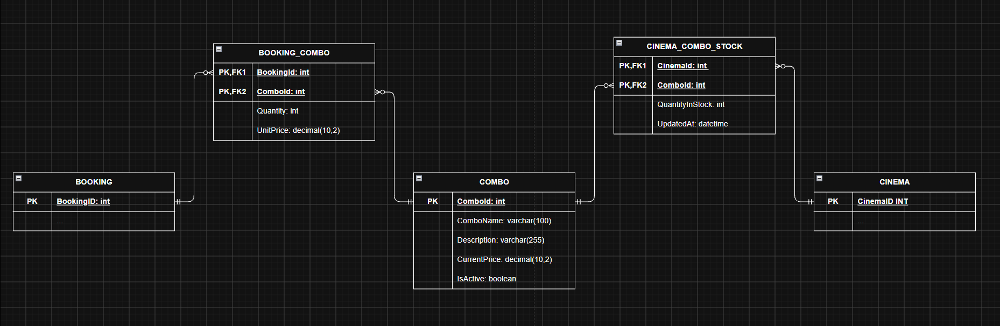 BOOKING_COMBO
PK,FK1 BookingId: int
PK,FK2 ComboId: int
Quantity: int
UnitPrice: decimal(10,2)
CINEMA_COMBO_STOCK
PK,FK1 CinemaId: int
PK,FK2 ComboId: int
QuantityInStock: int
UpdatedAt: datetime
BOOKING
PK BookingID: int
...
COMBO
PK ComboId: int
ComboName: varchar(100)
Description: varchar(255)
CurrentPrice: decimal(10,2)
IsActive: boolean
CINEMA
PK CinemaID INT
...